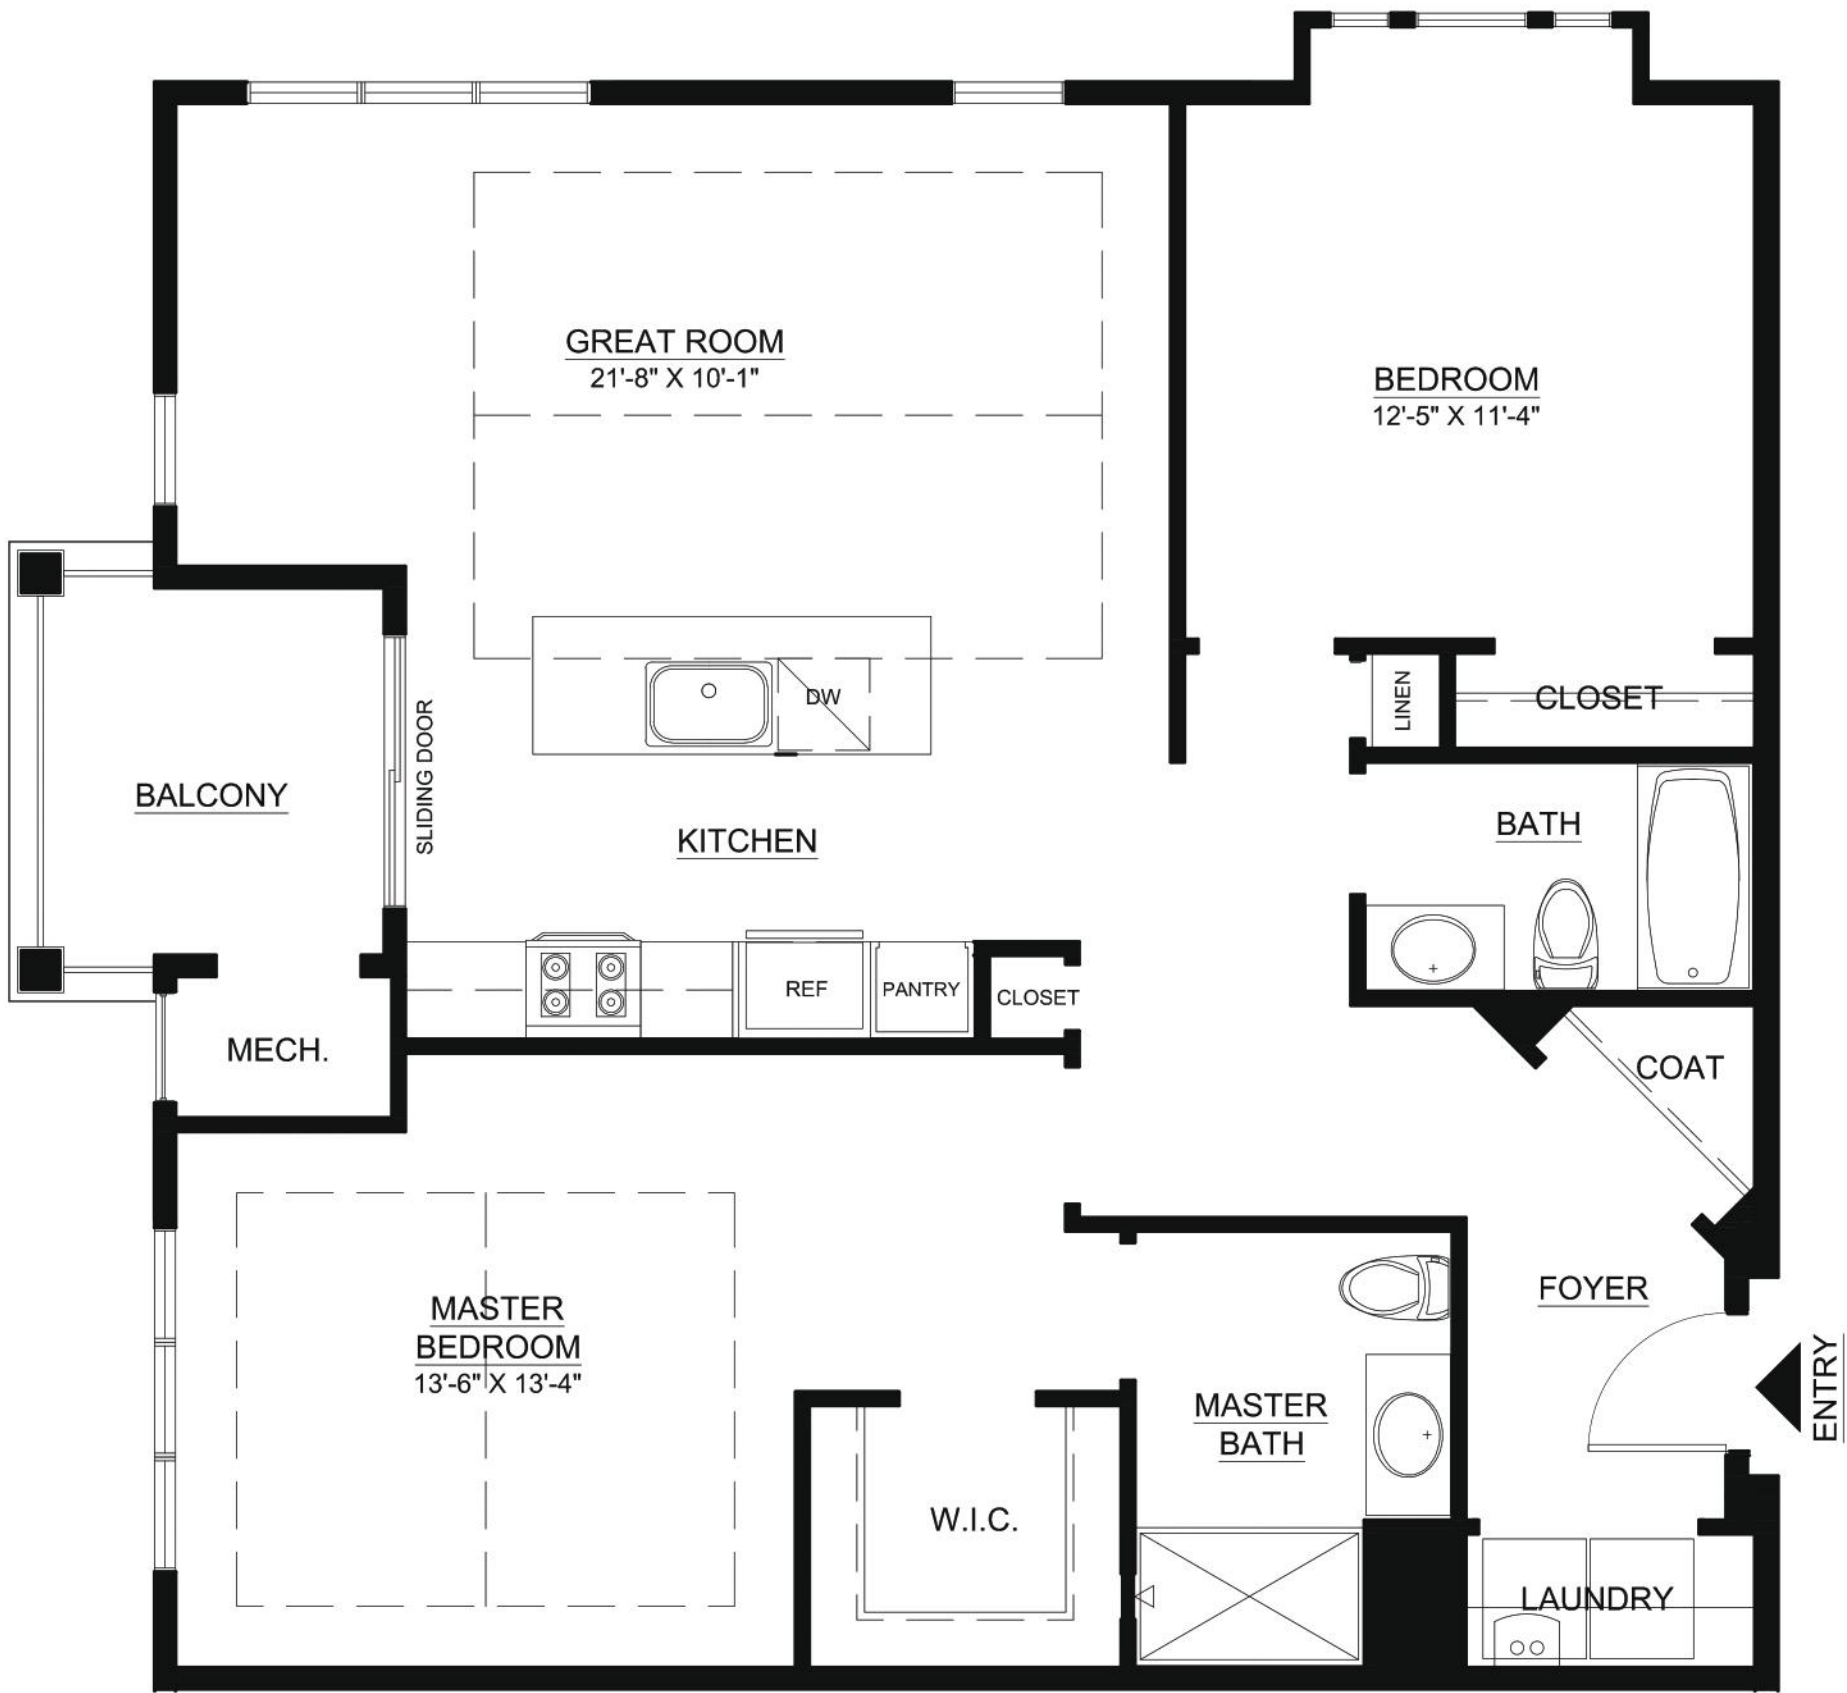 GREAT ROOM
21'-8" X 10'-1"
BEDROOM
12'-5" X 11'-4"
LINEN
CLOSET
DW
SLIDING DOOR
BALCONY
KITCHEN
BATH
REF
PANTRY
CLOSET
MECH.
COAT
FOYER
MASTER
BEDROOM
13'-6" X 13'-4"
ENTRY
MASTER
BATH
W.I.C.
LAUNDRY